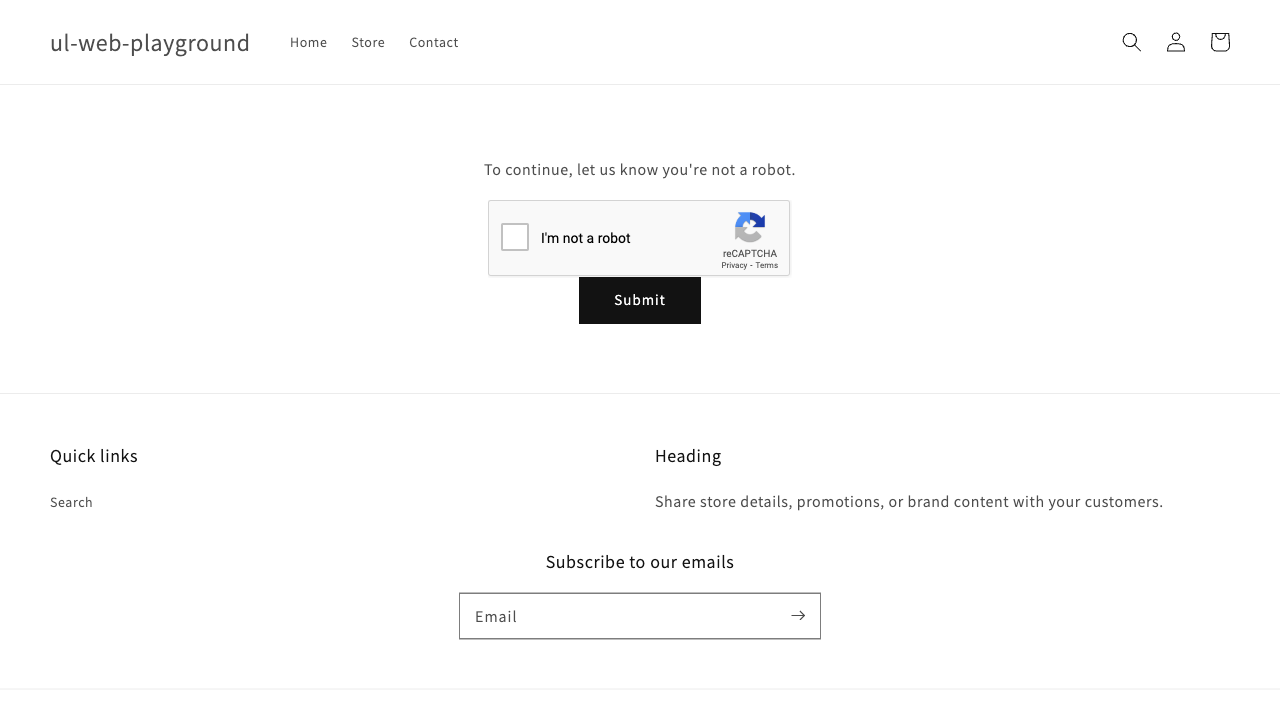 ul-web-playground
Home Store Contact
To continue, let us know you're not a robot.
I'm not a robot
reCAPTCHA
Privacy - Terms
Submit
Quick links
Heading
Search
Share store details, promotions, or brand content with your customers.
Subscribe to our emails
Email